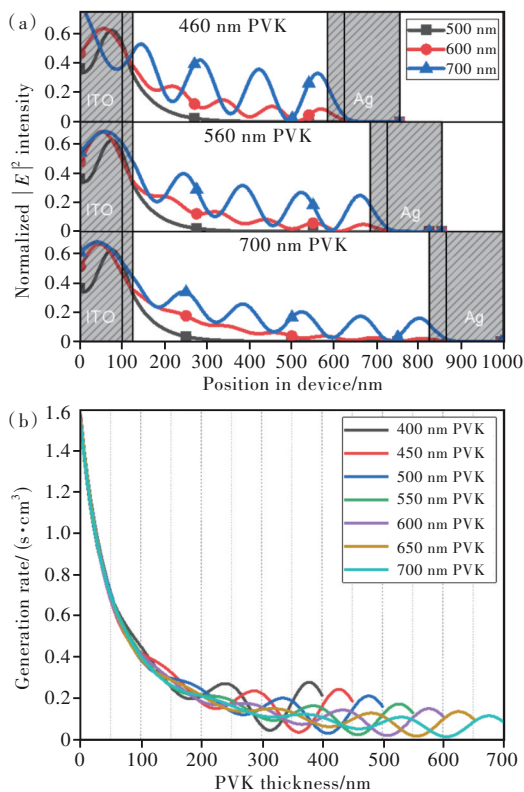 (a)
460 nm PVK
500 nm
600 nm
700 nm
ITO
Ag
0.6
0.4
0.2
0
560 nm PVK
ITO
Ag
0.6
0.4
0.2
0
700 nm PVK
ITO
Ag
0.6
0.4
0.2
0
Normalized |E|² intensity
0 100 200 300 400 500 600 700 800 900 1000
Position in device/nm
(b)
1.6
1.4
1.2
1.0
0.8
0.6
0.4
0.2
0
Generation rate/ (s·cm³)
400 nm PVK
450 nm PVK
500 nm PVK
550 nm PVK
600 nm PVK
650 nm PVK
700 nm PVK
0 100 200 300 400 500 600 700
PVK thickness/nm